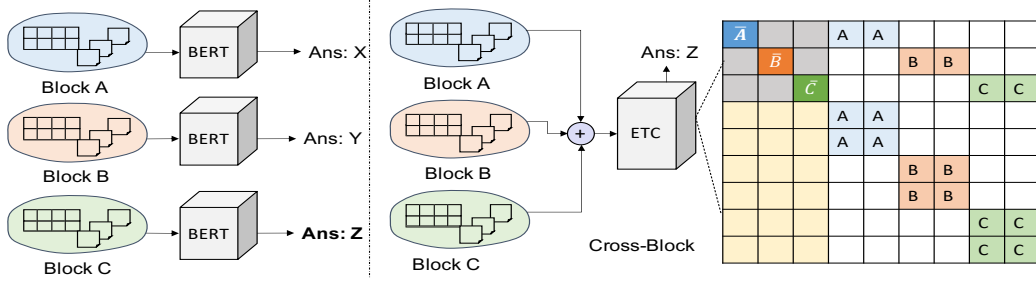 BERT
Ans: X
Block A
BERT
Ans: Y
Block B
BERT
Ans: Z
Block C
Block A
Block B
Block C
+
ETC
Ans: Z
Cross-Block
Ā A A
B̄ B B
C̄ C C
A A
A A
B B
B B
C C
C C